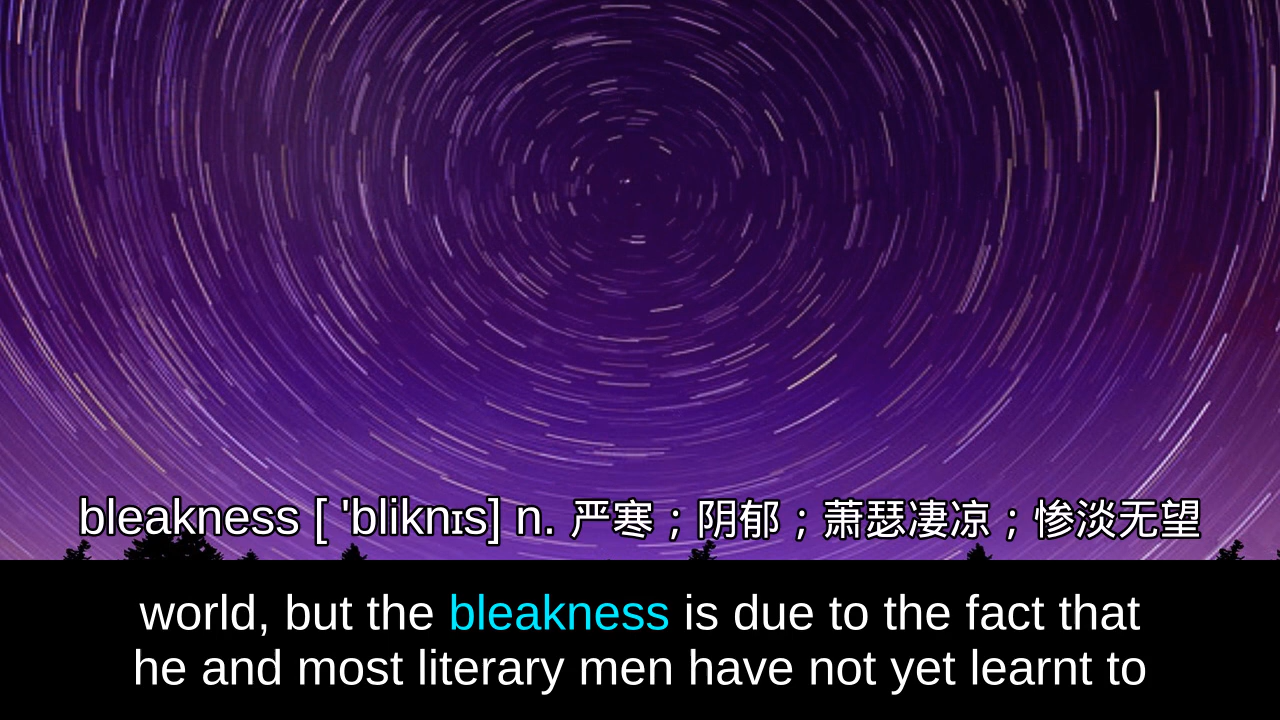 bleakness [ 'bliknɪs] n. 严寒；阴郁；萧瑟凄凉；惨淡无望
world, but the bleakness is due to the fact that
he and most literary men have not yet learnt to